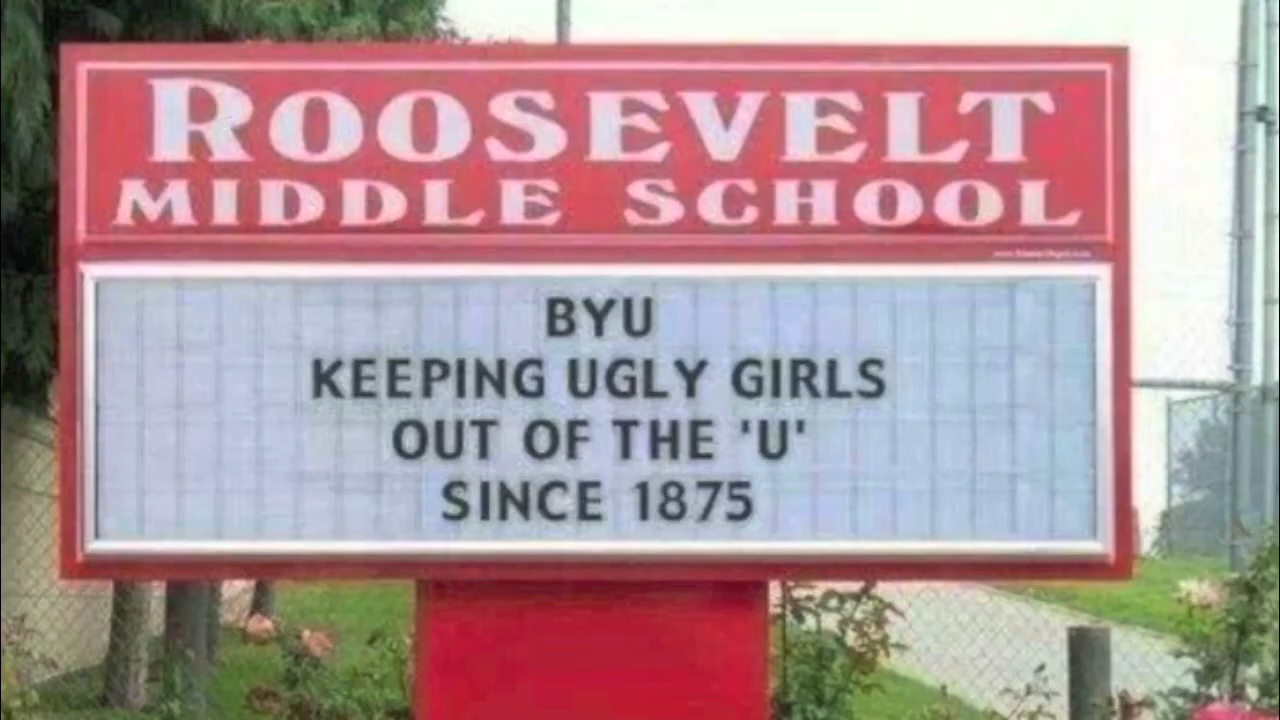 ROOSEVELT
MIDDLE SCHOOL
BYU
KEEPING UGLY GIRLS
OUT OF THE 'U'
SINCE 1875